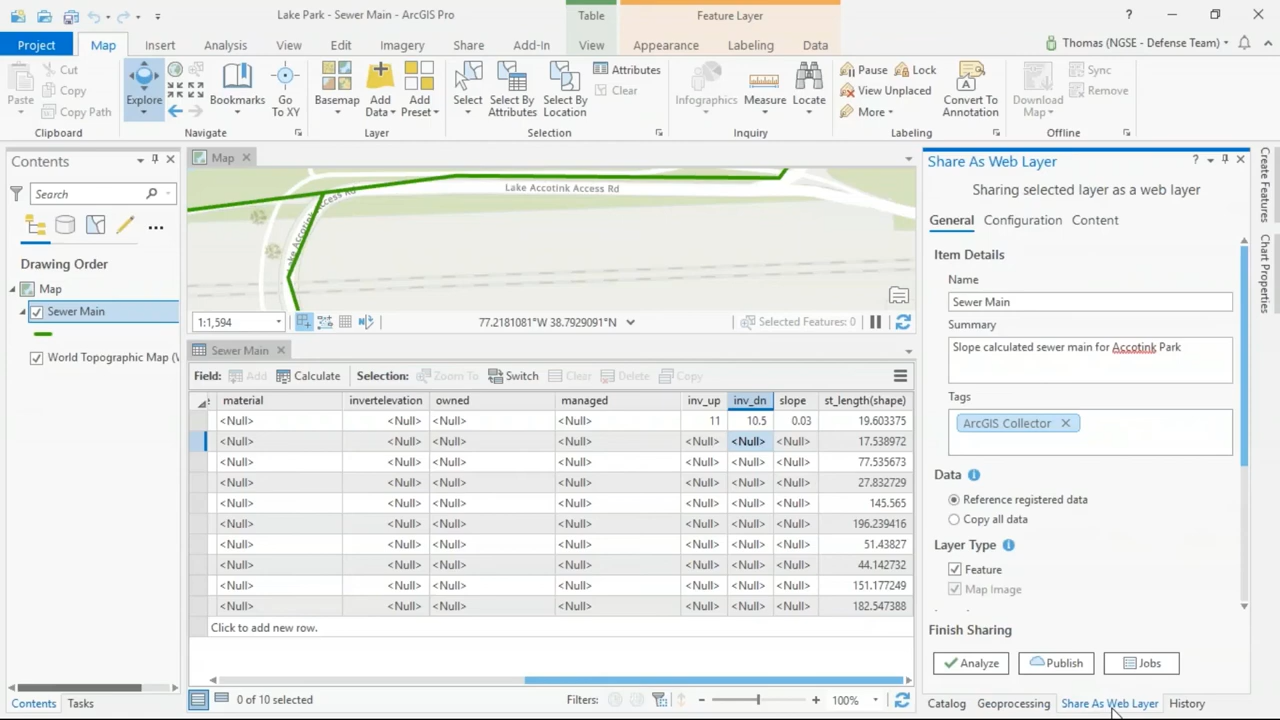 Lake Park - Sewer Main - ArcGIS Pro
Table
Feature Layer
?
Project
Map
Insert
Analysis
View
Edit
Imagery
Share
Add-In
View
Appearance
Labeling
Data
Thomas (NGSE - Defense Team)
Paste
Cut
Copy
Copy Path
Clipboard
Explore
Bookmarks
Go To XY
Navigate
Basemap
Add Data
Add Preset
Layer
Select
Select By Attributes
Select By Location
Attributes
Clear
Selection
Infographics
Measure
Locate
Inquiry
Pause
Lock
View Unplaced
More
Convert To Annotation
Labeling
Download Map
Sync
Remove
Offline
Contents
Search
Drawing Order
Map
Sewer Main
World Topographic Map (W
Contents
Tasks
Map
Lake Accotink Access Rd
Lake Accotink Access Rd
1:1,594
77.2181081°W 38.7929091°N
Selected Features: 0
Sewer Main
Field: Add Calculate Selection: Zoom To Switch Clear Delete Copy
material invertelevation owned managed inv_up inv_dn slope st_length(shape)
<Null> <Null> <Null> <Null> 11 10.5 0.03 19.603375
<Null> <Null> <Null> <Null> <Null> <Null> <Null> 17.538972
<Null> <Null> <Null> <Null> <Null> <Null> <Null> 77.535673
<Null> <Null> <Null> <Null> <Null> <Null> <Null> 27.832729
<Null> <Null> <Null> <Null> <Null> <Null> <Null> 145.565
<Null> <Null> <Null> <Null> <Null> <Null> <Null> 196.239416
<Null> <Null> <Null> <Null> <Null> <Null> <Null> 51.43827
<Null> <Null> <Null> <Null> <Null> <Null> <Null> 44.142732
<Null> <Null> <Null> <Null> <Null> <Null> <Null> 151.177249
<Null> <Null> <Null> <Null> <Null> <Null> <Null> 182.547388
Click to add new row.
0 of 10 selected
Filters:
100%
Share As Web Layer
?
Sharing selected layer as a web layer
General Configuration Content
Item Details
Name
Sewer Main
Summary
Slope calculated sewer main for Accotink Park
Tags
ArcGIS Collector
Data
Reference registered data
Copy all data
Layer Type
Feature
Map Image
Finish Sharing
Analyze
Publish
Jobs
Catalog
Geoprocessing
Share As Web Layer
History
Create Features
Chart Properties